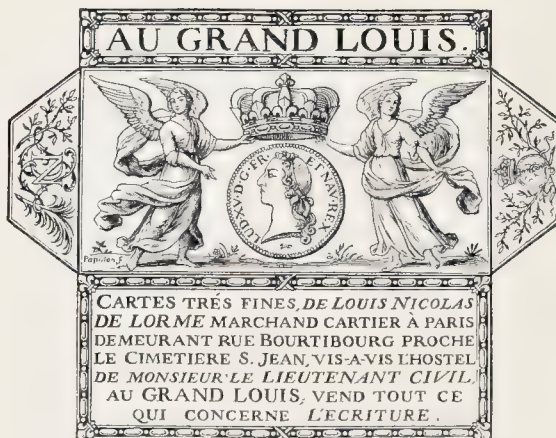 AU GRAND LOUIS.
LUD·XV·D·G·FR·ET·NAV·REX
Papillon f.
CARTES TRÉS FINES, DE LOUIS NICOLAS
DE LORME MARCHAND CARTIER À PARIS
DEMEURANT RUE BOURTIBOURG PROCHE
LE CIMETIERE S. JEAN, VIS-A-VIS L'HOSTEL
DE MONSIEUR LE LIEUTENANT CIVIL,
AU GRAND LOUIS, VEND TOUT CE
QUI CONCERNE L'ECRITURE.